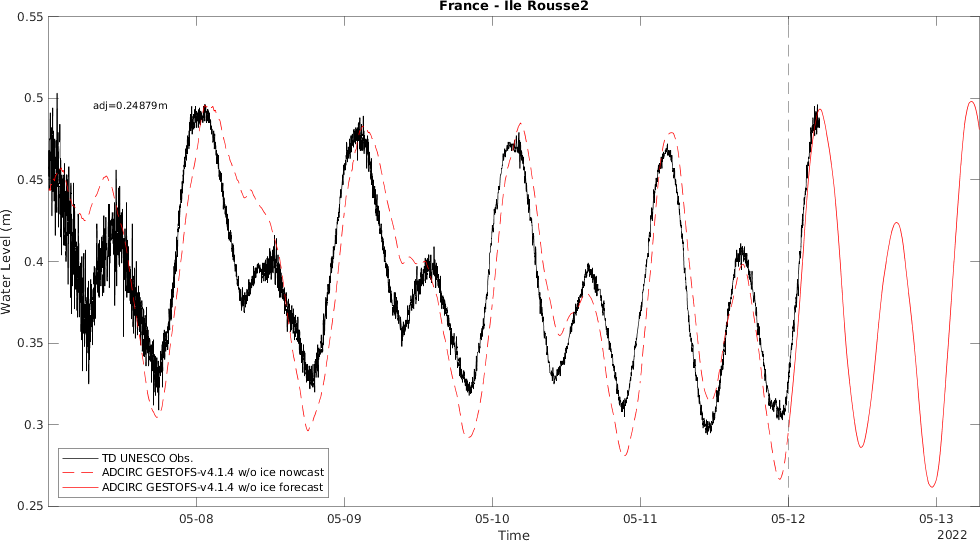 France - Ile Rousse2
adj=0.24879m
0.55
0.5
0.45
0.4
0.35
0.3
0.25
Water Level (m)
TD UNESCO Obs.
ADCIRC GESTOFS-v4.1.4 w/o ice nowcast
ADCIRC GESTOFS-v4.1.4 w/o ice forecast
05-08 05-09 05-10 05-11 05-12 05-13
Time
2022